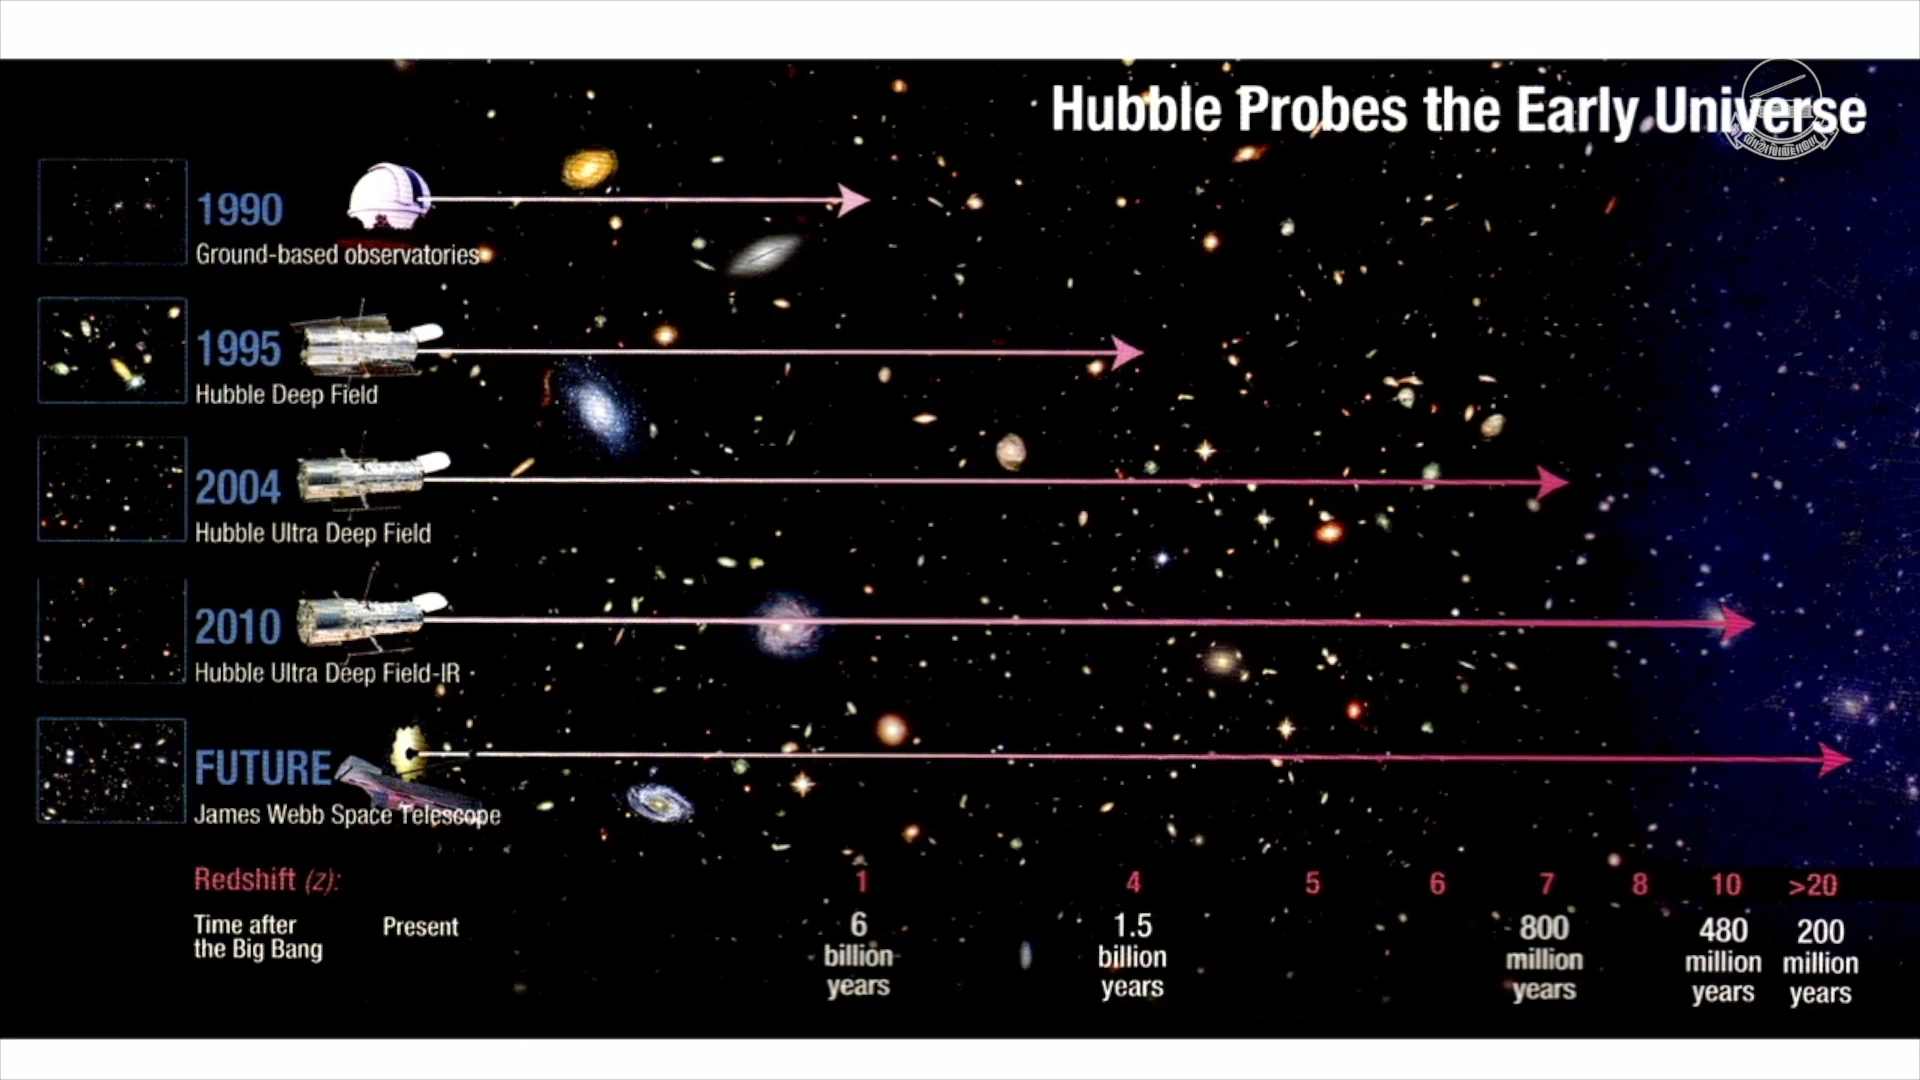 Hubble Probes the Early Universe
1990
Ground-based observatories
1995
Hubble Deep Field
2004
Hubble Ultra Deep Field
2010
Hubble Ultra Deep Field-IR
FUTURE
James Webb Space Telescope
Redshift (z): 1 4 5 6 7 8 10 >20
Time after
the Big Bang
Present
6
billion
years
1.5
billion
years
800
million
years
480
million
years
200
million
years